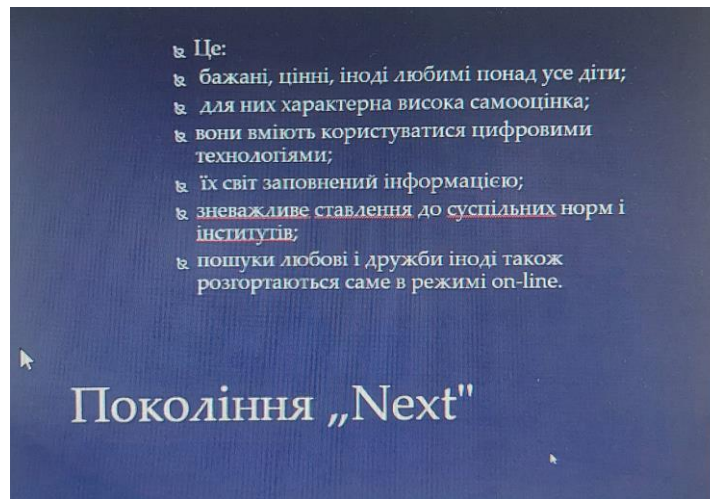 Це:
бажані, цінні, іноді любимі понад усе діти;
для них характерна висока самооцінка;
вони вміють користуватися цифровими
технологіями;
їх світ заповнений інформацією;
зневажливе ставлення до суспільних норм і
інститутів;
пошуки любові і дружби іноді також
розгортаються саме в режимі on-line.
Покоління „Next"